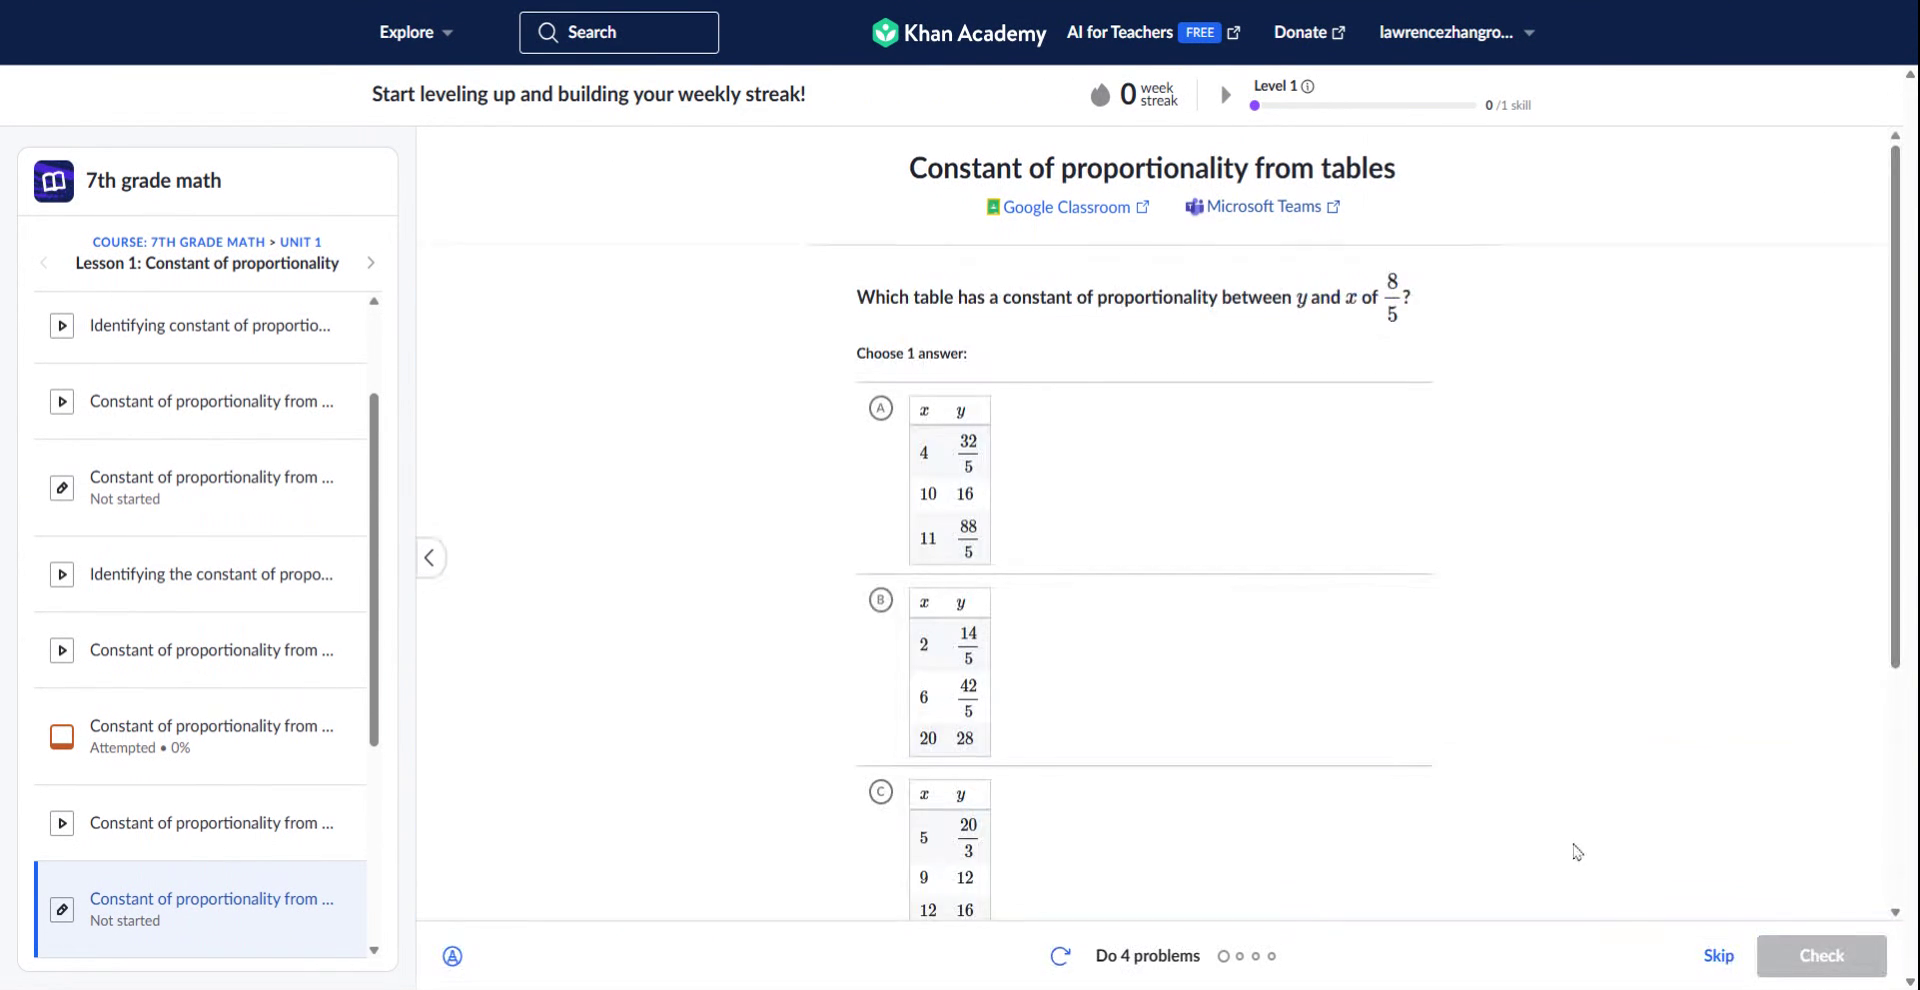 Explore
Search
Khan Academy
AI for Teachers FREE
Donate
lawrencezhangro...
Start leveling up and building your weekly streak!
0 week streak
Level 1
0 /1 skill
7th grade math
COURSE: 7TH GRADE MATH > UNIT 1
Lesson 1: Constant of proportionality
Identifying constant of proportio...
Constant of proportionality from ...
Constant of proportionality from ...
Not started
Identifying the constant of propo...
Constant of proportionality from ...
Constant of proportionality from ...
Attempted • 0%
Constant of proportionality from ...
Constant of proportionality from ...
Not started
Constant of proportionality from tables
Google Classroom
Microsoft Teams
Which table has a constant of proportionality between y and x of 8/5?
Choose 1 answer:
A
x y
4 32/5
10 16
11 88/5
B
x y
2 14/5
6 42/5
20 28
C
x y
5 20/3
9 12
12 16
Do 4 problems
Skip
Check